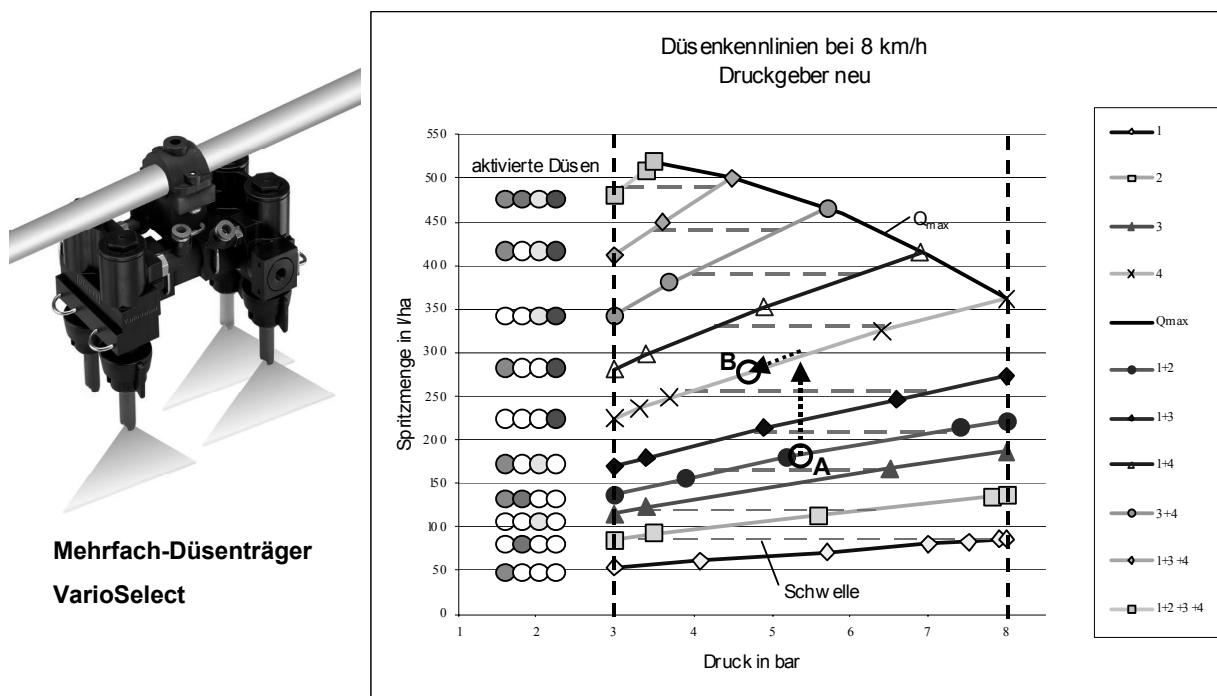 Mehrfach-Düsenträger
VarioSelect
Düsenkennlinien bei 8 km/h
Druckgeber neu
Spritzmenge in l/ha
550
500
450
400
350
300
250
200
150
100
50
0
aktivierte Düsen
Qmax
B
A
Schwelle
1
2
3
4
5
6
7
8
Druck in bar
1
2
3
4
Qmax
1+2
1+3
1+4
3+4
1+3+4
1+2+3+4